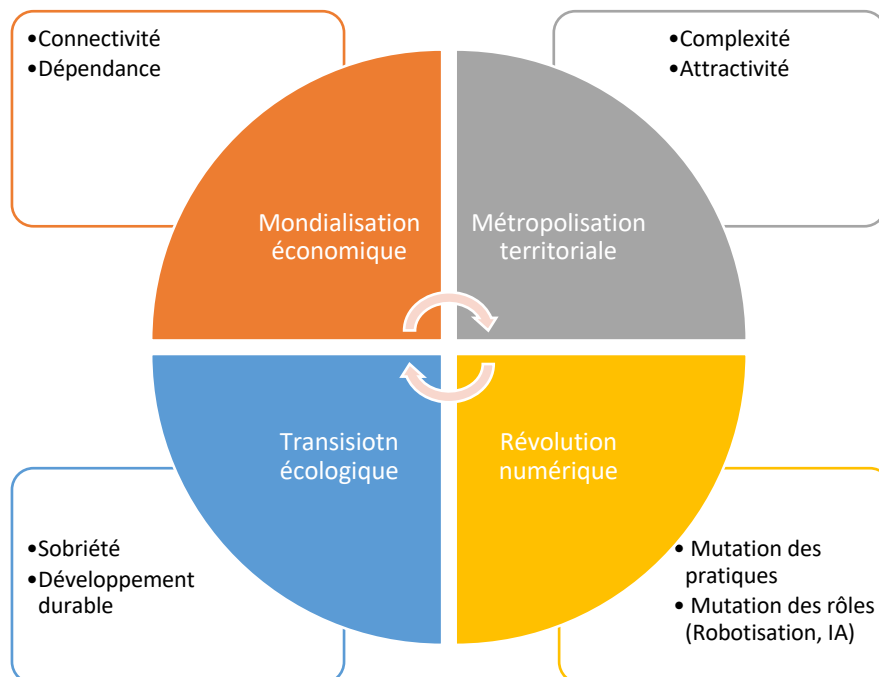 •Connectivité
•Dépendance
•Complexité
•Attractivité
Mondialisation
économique
Métropolisation
territoriale
Transisiotn
écologique
Révolution
numérique
•Sobriété
•Développement
durable
• Mutation des
pratiques
• Mutation des rôles
(Robotisation, IA)